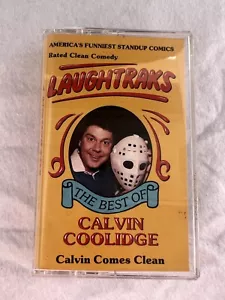 AMERICA'S FUNNIEST STANDUP COMICS
Rated Clean Comedy
LAUGHTRAKS
THE BEST OF
CALVIN
COOLIDGE
Calvin Comes Clean